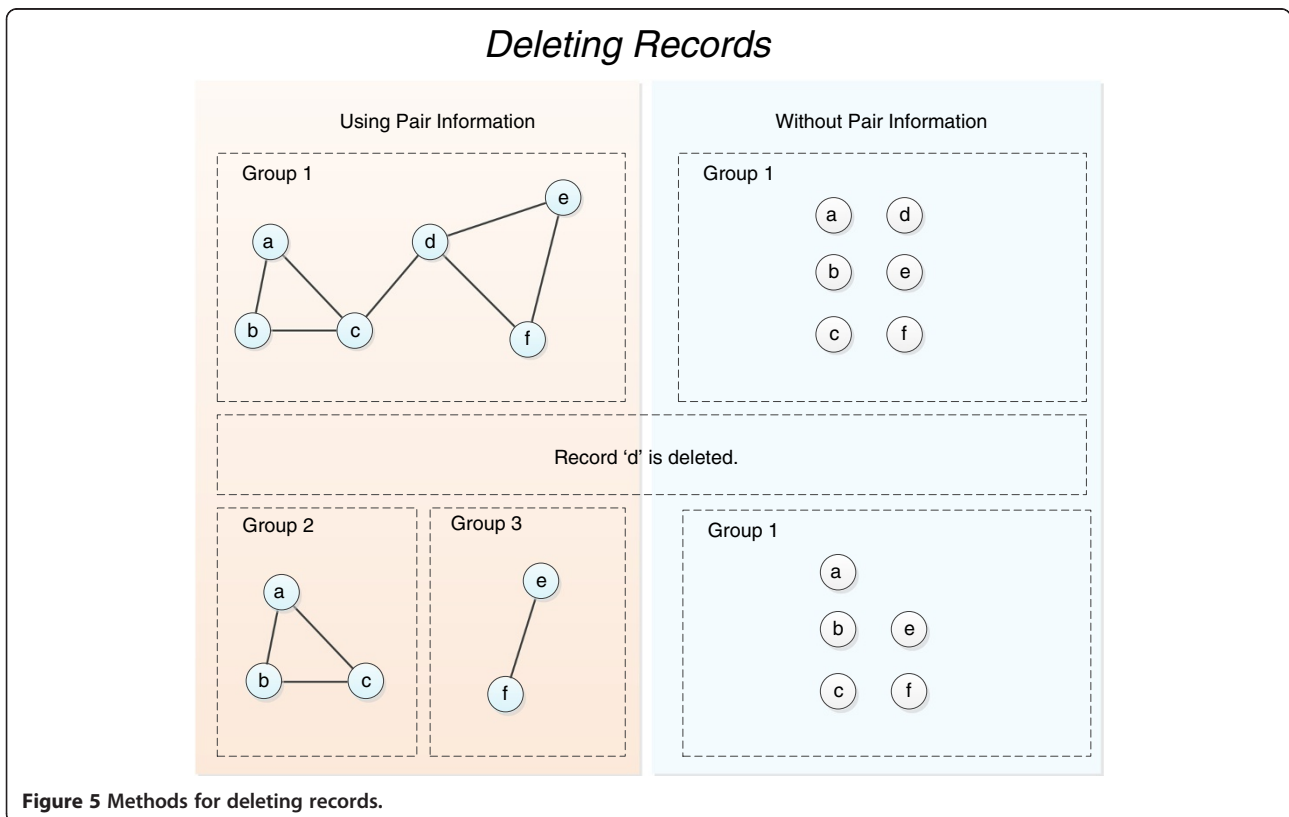 Deleting Records
Using Pair Information
Without Pair Information
Group 1
e
a
d
b
c
f
Group 1
a d
b e
c f
Record ‘d’ is deleted.
Group 2
a
b c
Group 3
e
f
Group 1
a
b e
c f
Figure 5 Methods for deleting records.